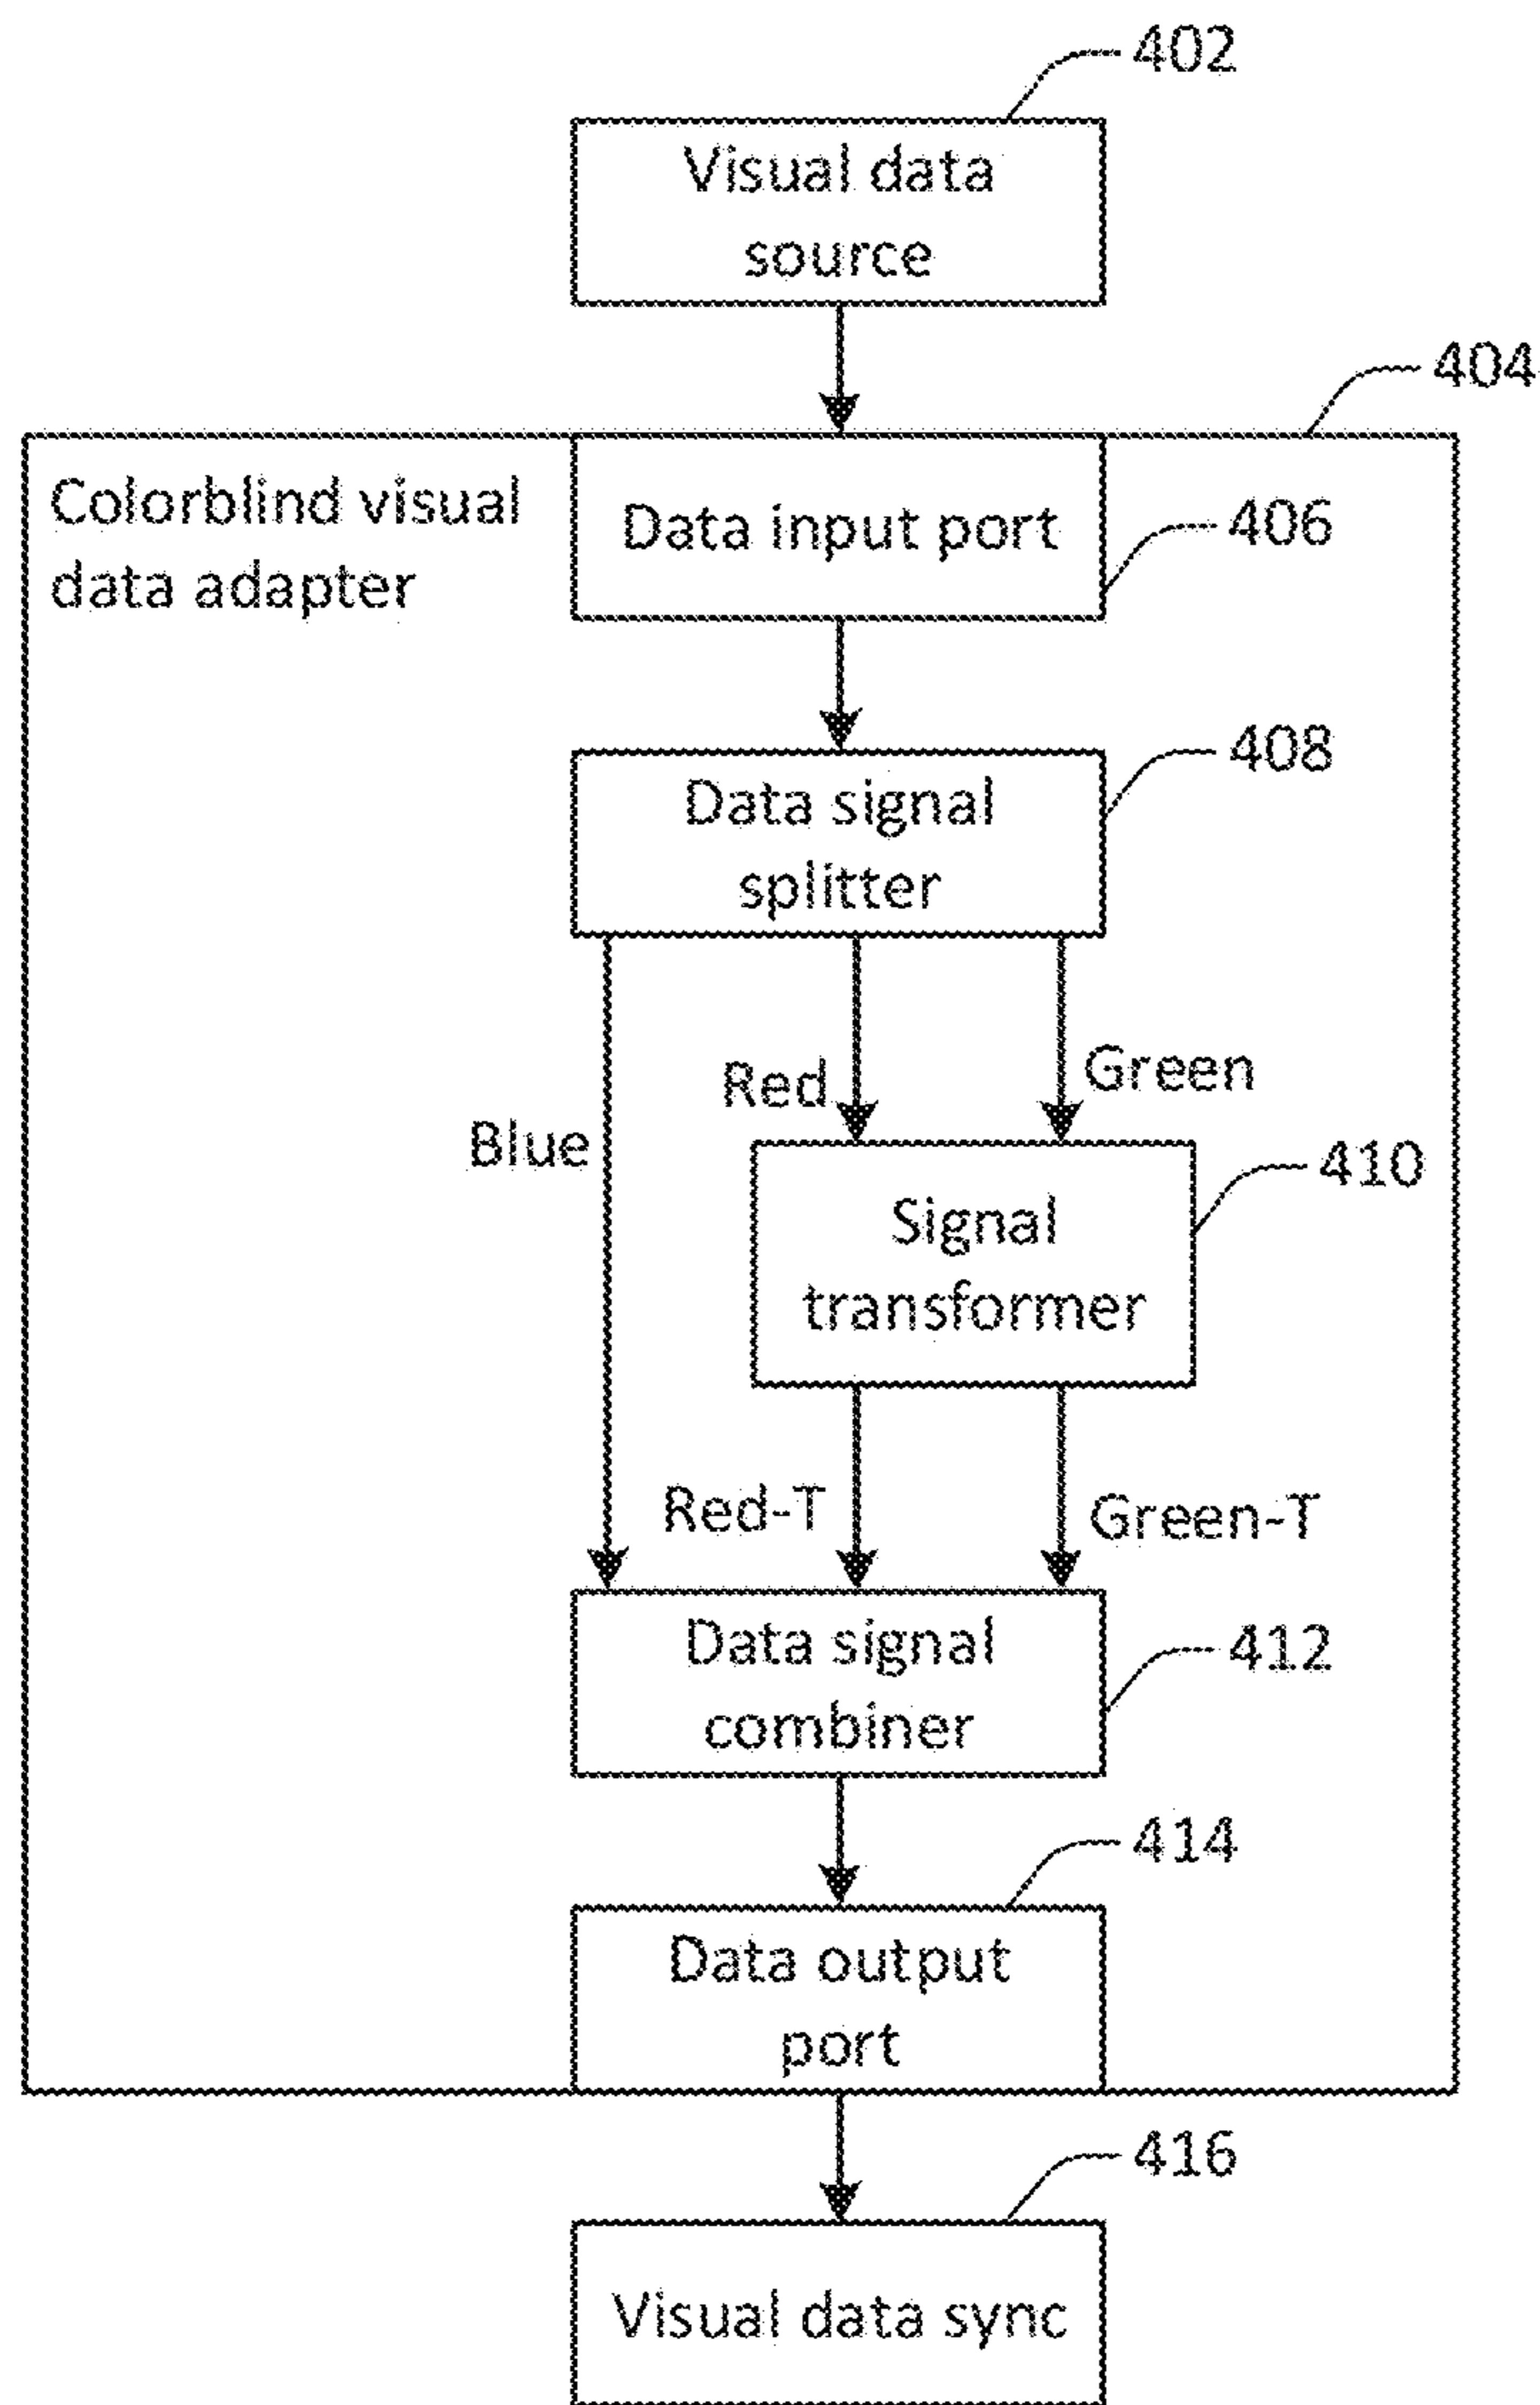 402
Visual data
source
404
Colorblind visual
data adapter
Data input port
406
408
Data signal
splitter
Red
Green
Blue
410
Signal
transformer
Red-T
Green-T
Data signal
combiner
412
414
Data output
port
416
Visual data sync